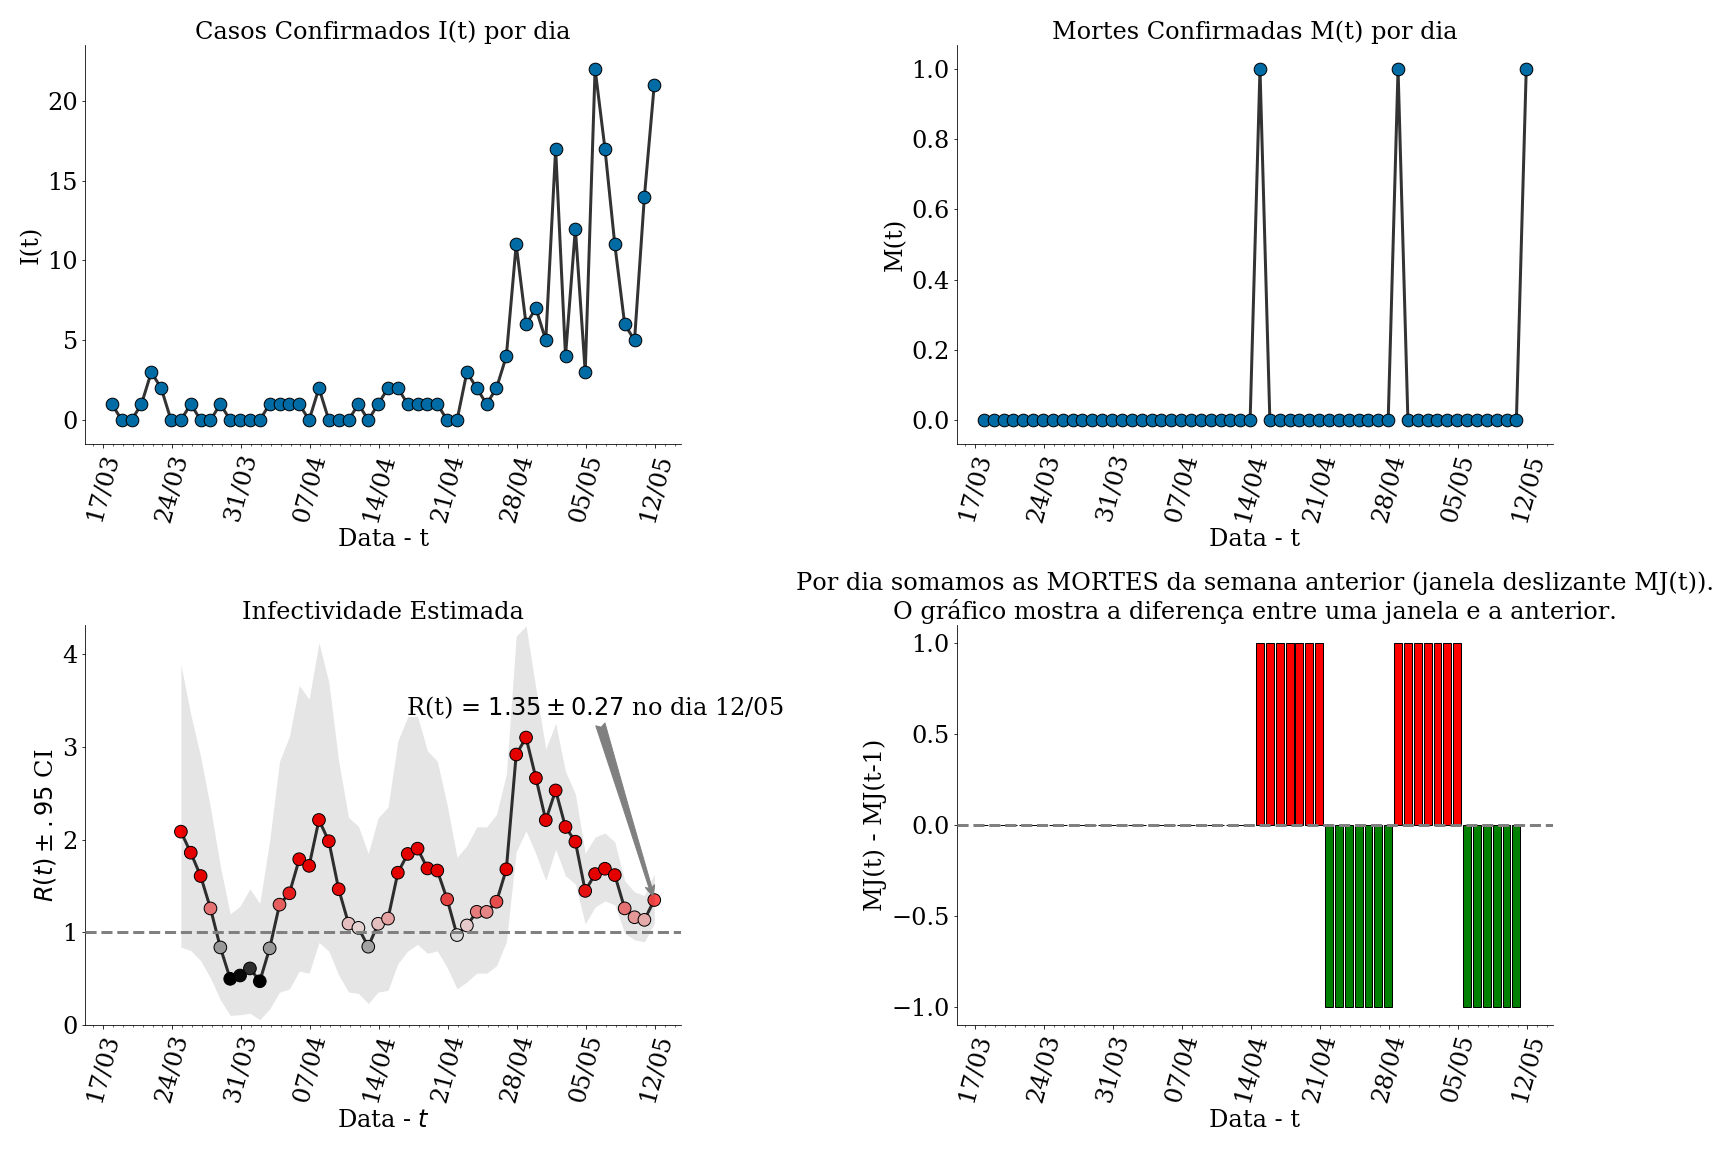 Casos Confirmados I(t) por dia
I(t)
20
15
10
5
0
17/03 24/03 31/03 07/04 14/04 21/04 28/04 05/05 12/05
Data - t
Mortes Confirmadas M(t) por dia
M(t)
1.0
0.8
0.6
0.4
0.2
0.0
17/03 24/03 31/03 07/04 14/04 21/04 28/04 05/05 12/05
Data - t
Infectividade Estimada
R(t) ± . 95 CI
4
3
2
1
0
R(t) = 1.35 ± 0.27 no dia 12/05
17/03 24/03 31/03 07/04 14/04 21/04 28/04 05/05 12/05
Data - t
Por dia somamos as MORTES da semana anterior (janela deslizante MJ(t)).
O gráfico mostra a diferença entre uma janela e a anterior.
MJ(t) - MJ(t-1)
1.0
0.5
0.0
−0.5
−1.0
17/03 24/03 31/03 07/04 14/04 21/04 28/04 05/05 12/05
Data - t